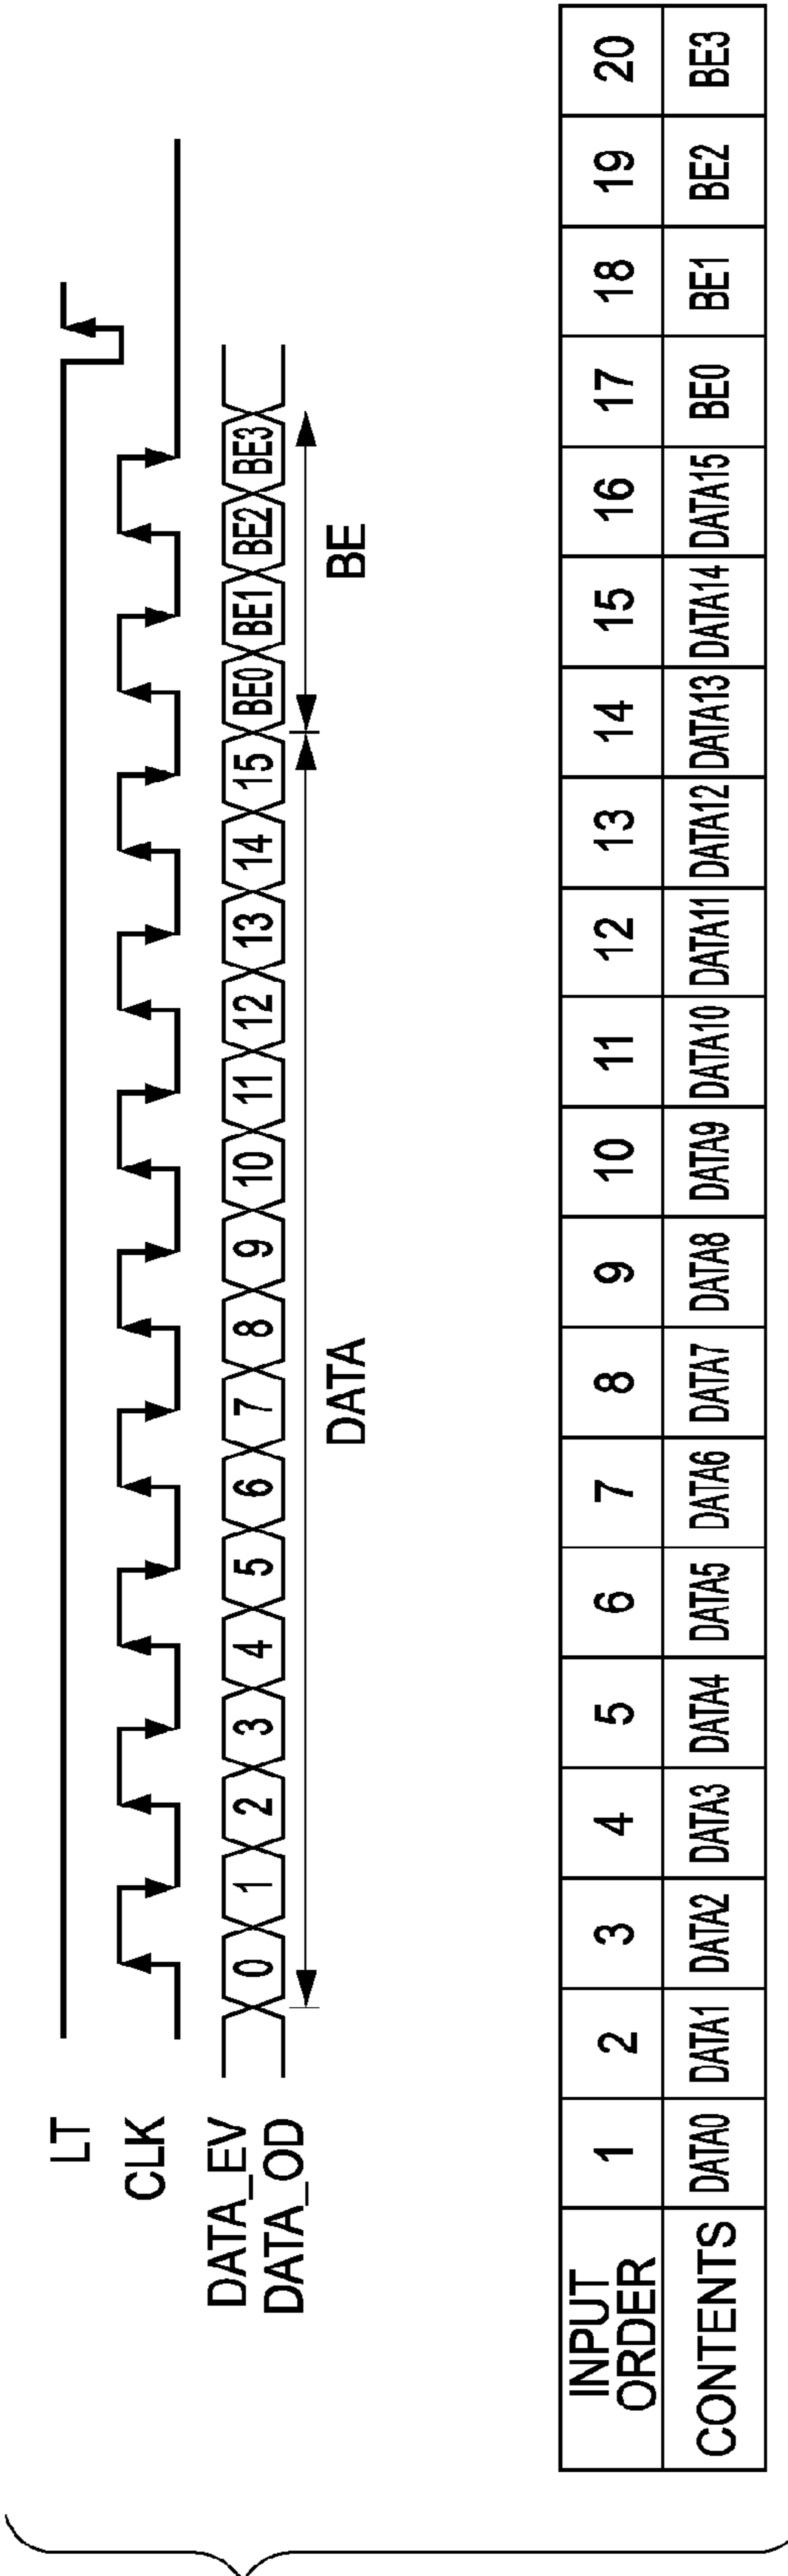 LT
CLK
DATA_EV
DATA_OD
0 1 2 3 4 5 6 7 8 9 10 11 12 13 14 15 BE0 BE1 BE2 BE3
DATA BE
INPUT ORDER 1 2 3 4 5 6 7 8 9 10 11 12 13 14 15 16 17 18 19 20
CONTENTS DATA0 DATA1 DATA2 DATA3 DATA4 DATA5 DATA6 DATA7 DATA8 DATA9 DATA10 DATA11 DATA12 DATA13 DATA14 DATA15 BE0 BE1 BE2 BE3